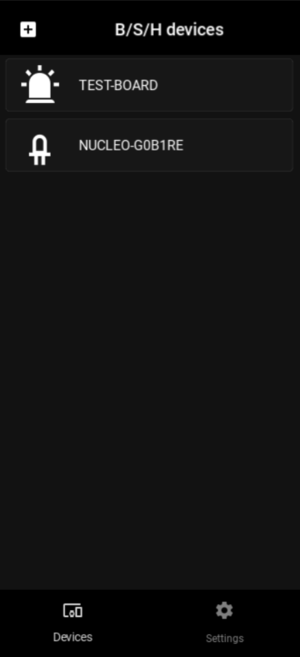 B/S/H devices
TEST-BOARD
NUCLEO-G0B1RE
Devices
Settings